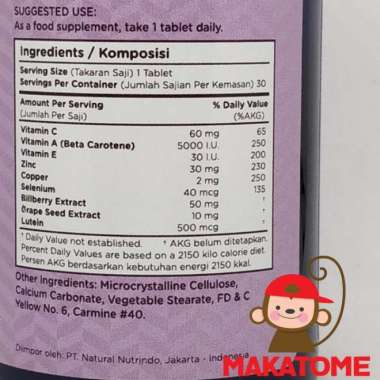 SUGGESTED USE:
As a food supplement, take 1 tablet daily.
Ingredients / Komposisi
Serving Size (Takaran Saji) 1 Tablet
Servings Per Container (Jumlah Sajian Per Kemasan) 30
Amount Per Serving % Daily Value
(Jumlah Per Saji) (%AKG)
Vitamin C 60 mg 65
Vitamin A (Beta Carotene) 5000 I.U. 250
Vitamin E 30 I.U. 200
Zinc 30 mg 230
Copper 2 mg 250
Selenium 40 mcg 135
Billberry Extract 50 mg †
Grape Seed Extract 10 mg †
Lutein 500 mcg †
† Daily Value not established. † AKG belum ditetapkan.
Percent Daily Values are based on a 2150 kilo calorie diet.
Persen AKG berdasarkan kebutuhan energi 2150 kkal.
Other Ingredients: Microcrystalline Cellulose,
Calcium Carbonate, Vegetable Stearate, FD & C
Yellow No. 6, Carmine #40.
Diimpor oleh: PT. Natural Nutrindo, Jakarta - Indonesia
MAKATOME